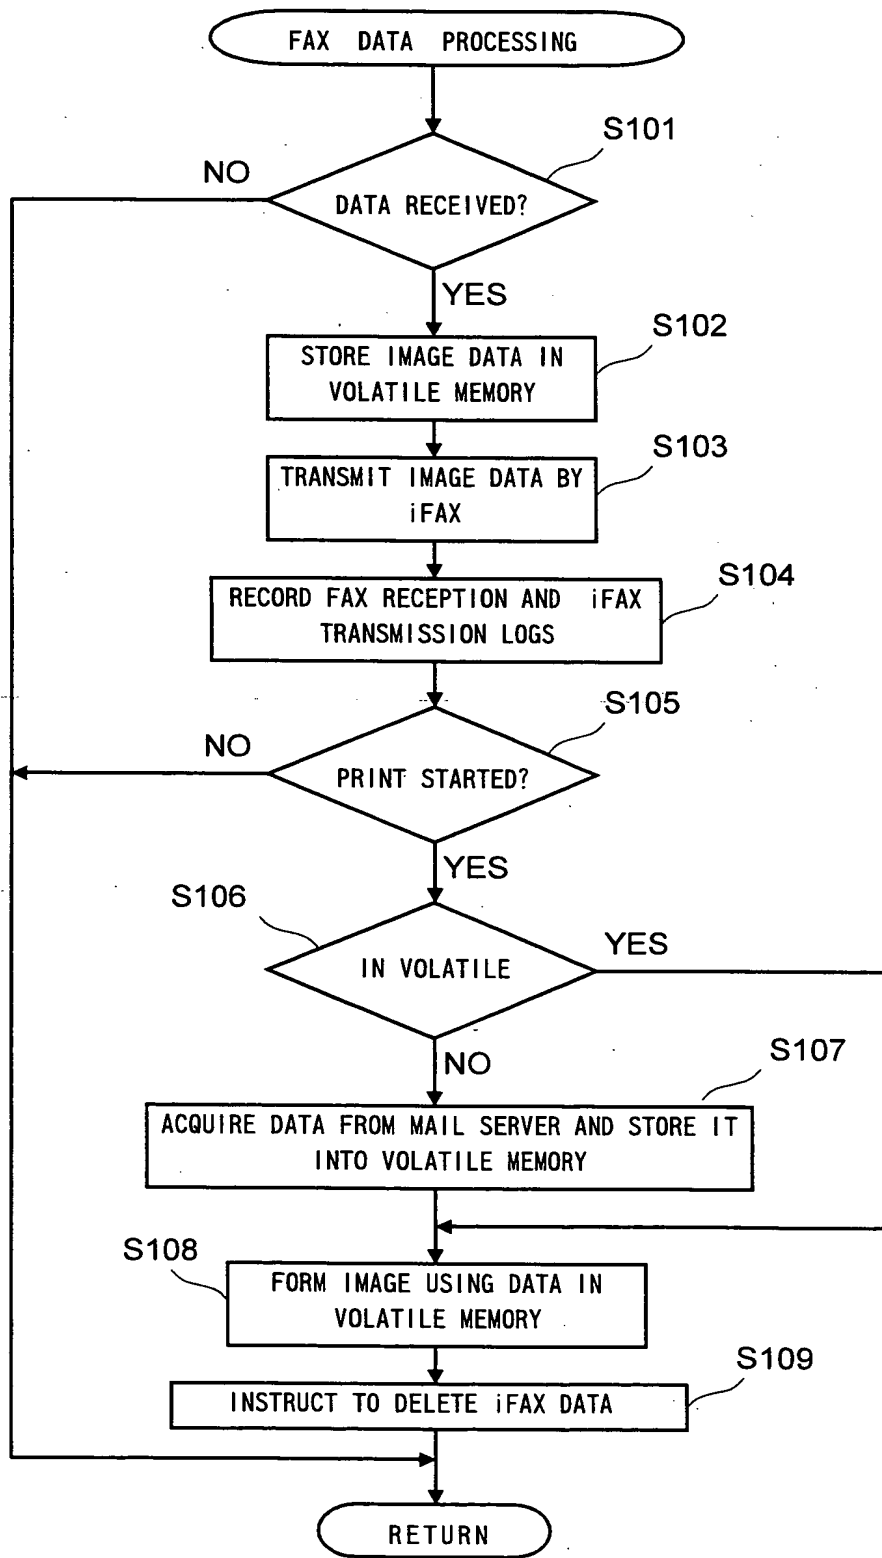 FAX DATA PROCESSING
S101
NO
DATA RECEIVED?
YES
S102
STORE IMAGE DATA IN
VOLATILE MEMORY
S103
TRANSMIT IMAGE DATA BY
iFAX
S104
RECORD FAX RECEPTION AND iFAX
TRANSMISSION LOGS
S105
NO
PRINT STARTED?
YES
S106
YES
IN VOLATILE
NO
S107
ACQUIRE DATA FROM MAIL SERVER AND STORE IT
INTO VOLATILE MEMORY
S108
FORM IMAGE USING DATA IN
VOLATILE MEMORY
S109
INSTRUCT TO DELETE iFAX DATA
RETURN